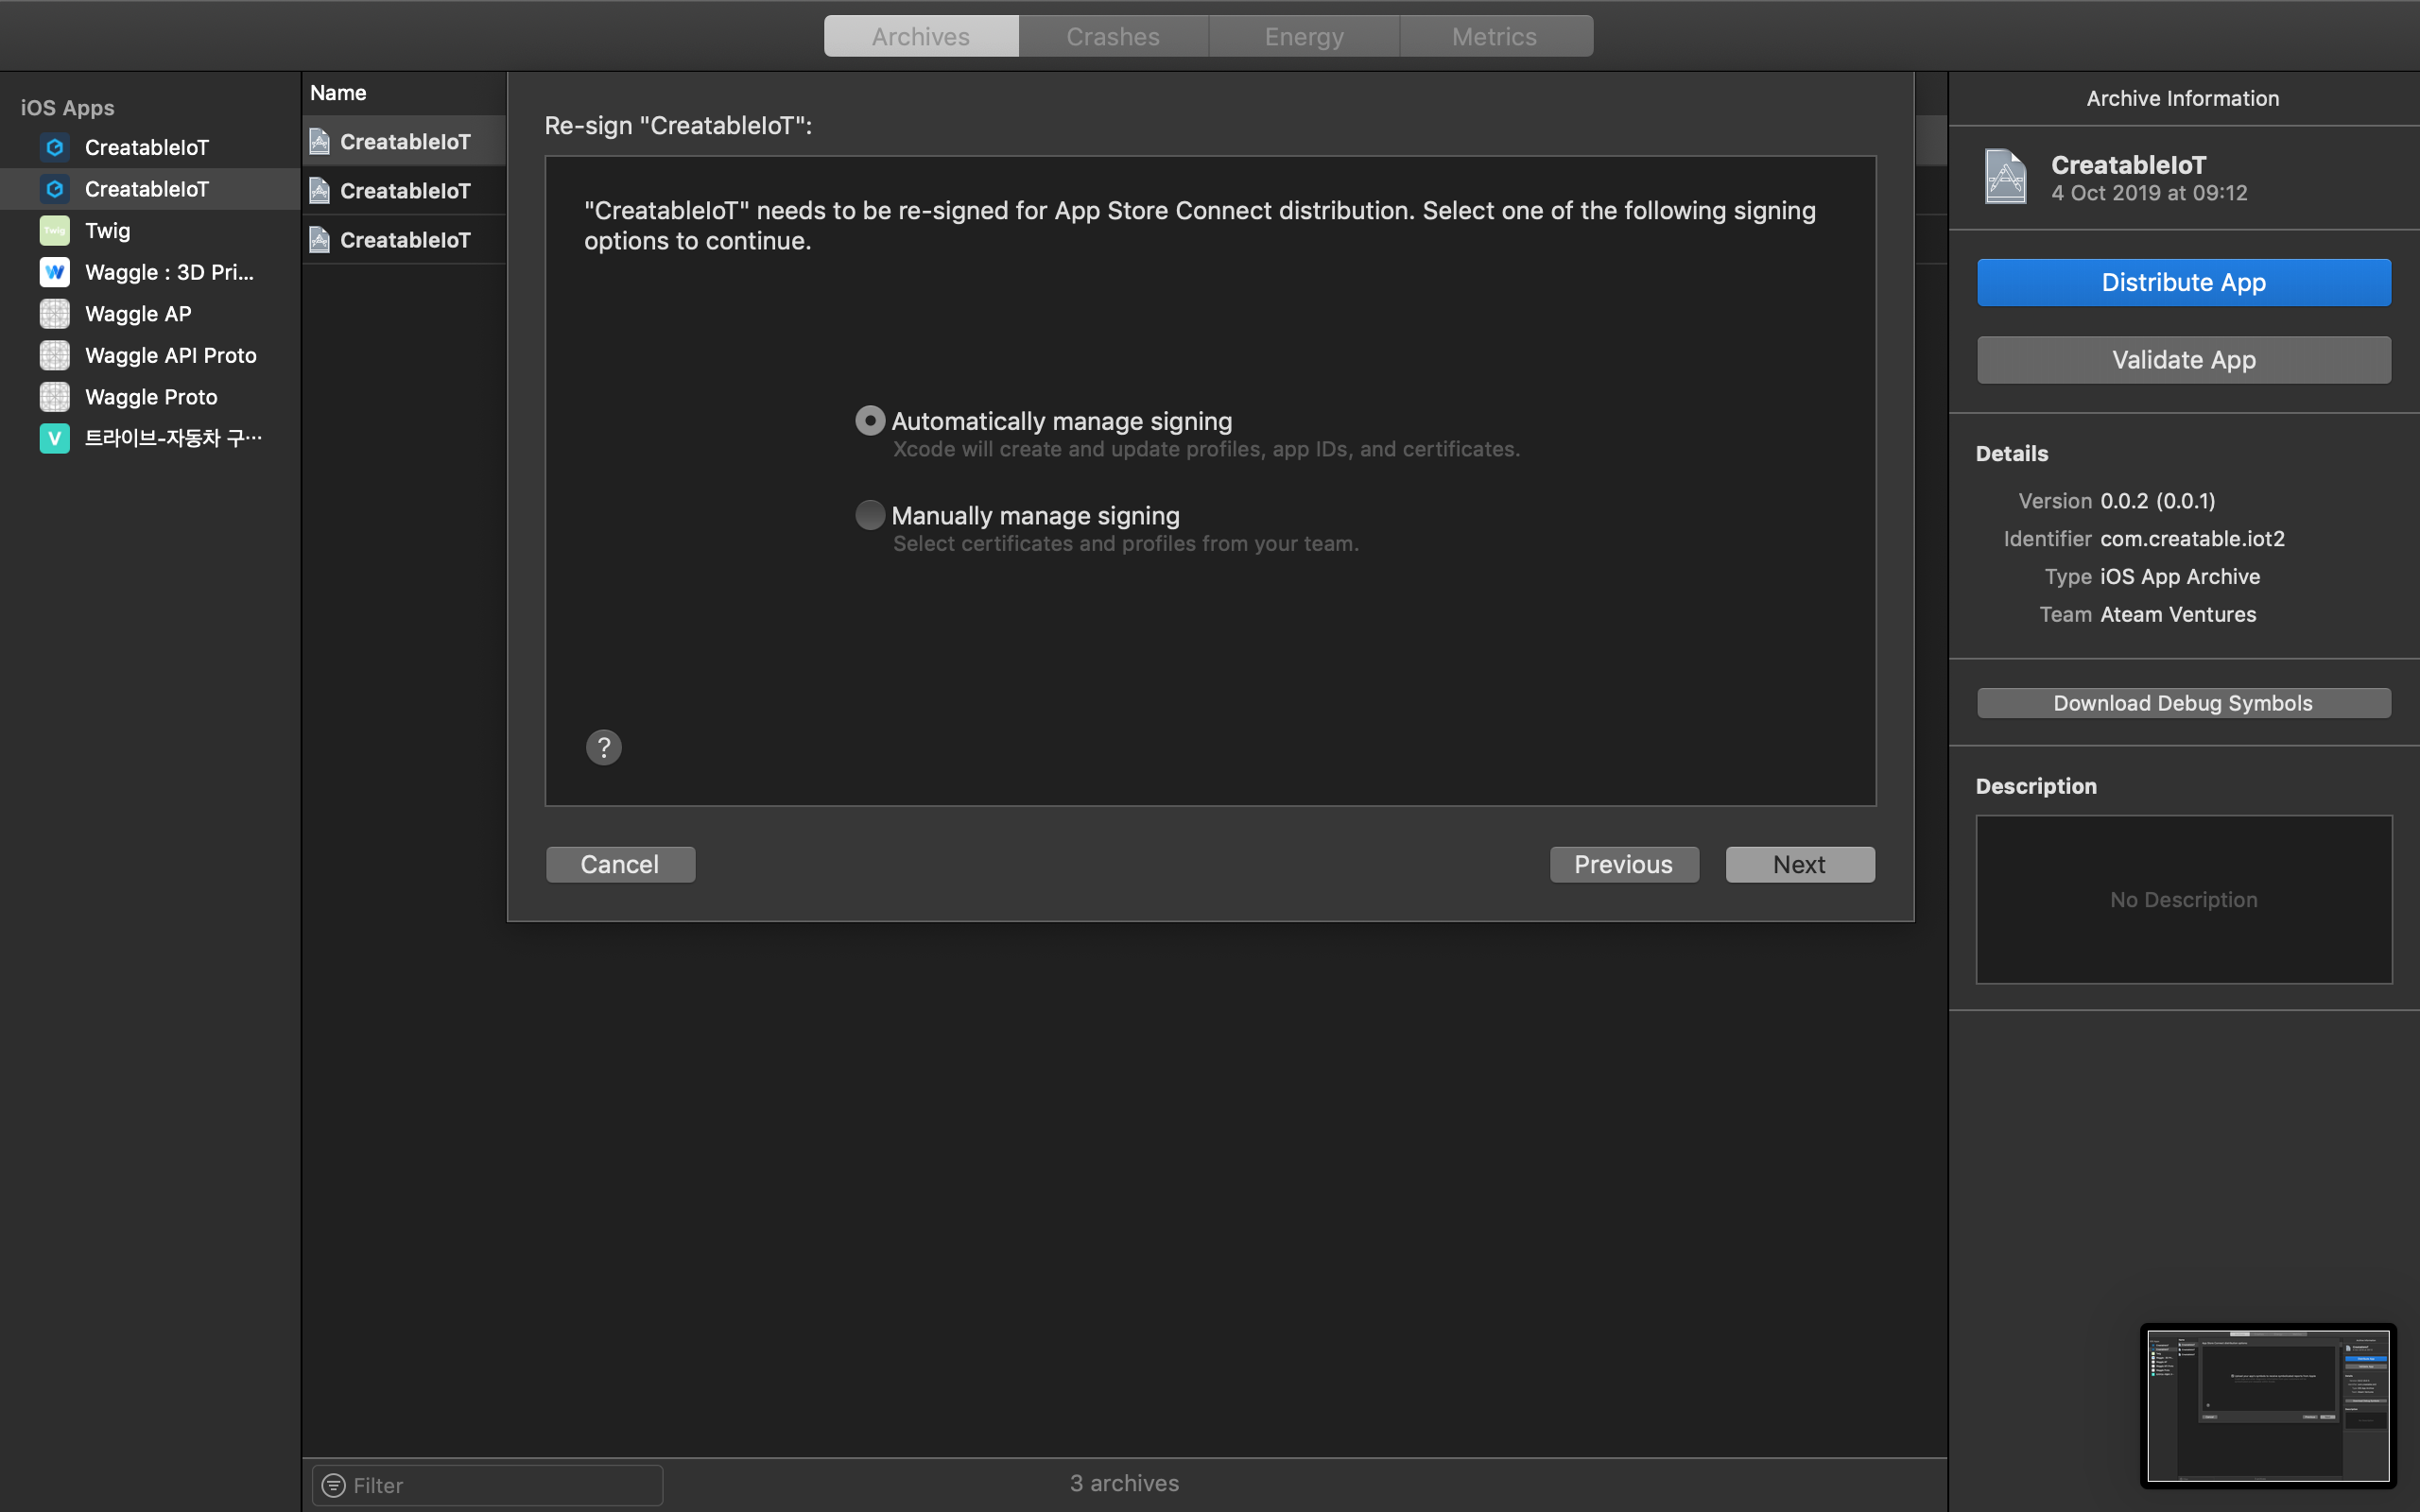 Archives
Crashes
Energy
Metrics
iOS Apps
CreatableIoT
CreatableIoT
Twig
Twig
Waggle : 3D Pri...
Waggle AP
Waggle API Proto
Waggle Proto
V
트라이브-자동차 구…
Name
CreatableIoT
CreatableIoT
CreatableIoT
Re-sign "CreatableIoT":
"CreatableIoT" needs to be re-signed for App Store Connect distribution. Select one of the following signing
options to continue.
Automatically manage signing
Xcode will create and update profiles, app IDs, and certificates.
Manually manage signing
Select certificates and profiles from your team.
?
Cancel
Previous
Next
Filter
3 archives
Archive Information
CreatableIoT
4 Oct 2019 at 09:12
Distribute App
Validate App
Details
Version 0.0.2 (0.0.1)
Identifier com.creatable.iot2
Type iOS App Archive
Team Ateam Ventures
Download Debug Symbols
Description
No Description